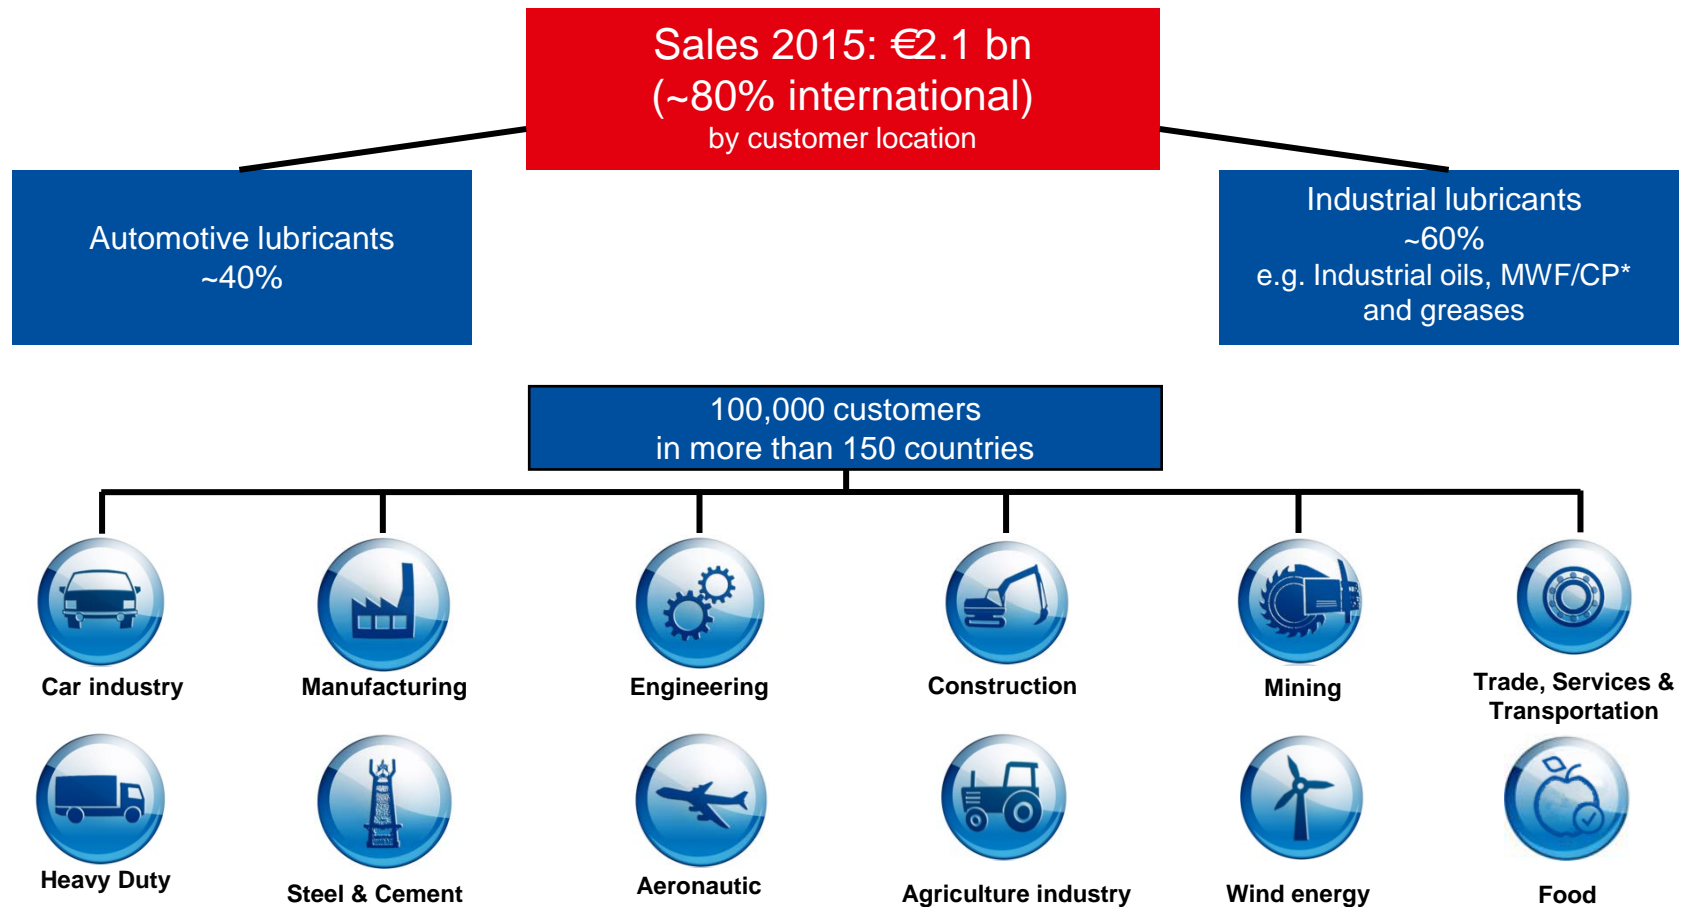 Sales 2015: €2.1 bn
(~80% international)
by customer location
Automotive lubricants
~40%
Industrial lubricants
~60%
e.g. Industrial oils, MWF/CP*
and greases
100,000 customers
in more than 150 countries
Car industry
Manufacturing
Engineering
Construction
Mining
Trade, Services &
Transportation
Heavy Duty
Steel & Cement
Aeronautic
Agriculture industry
Wind energy
Food